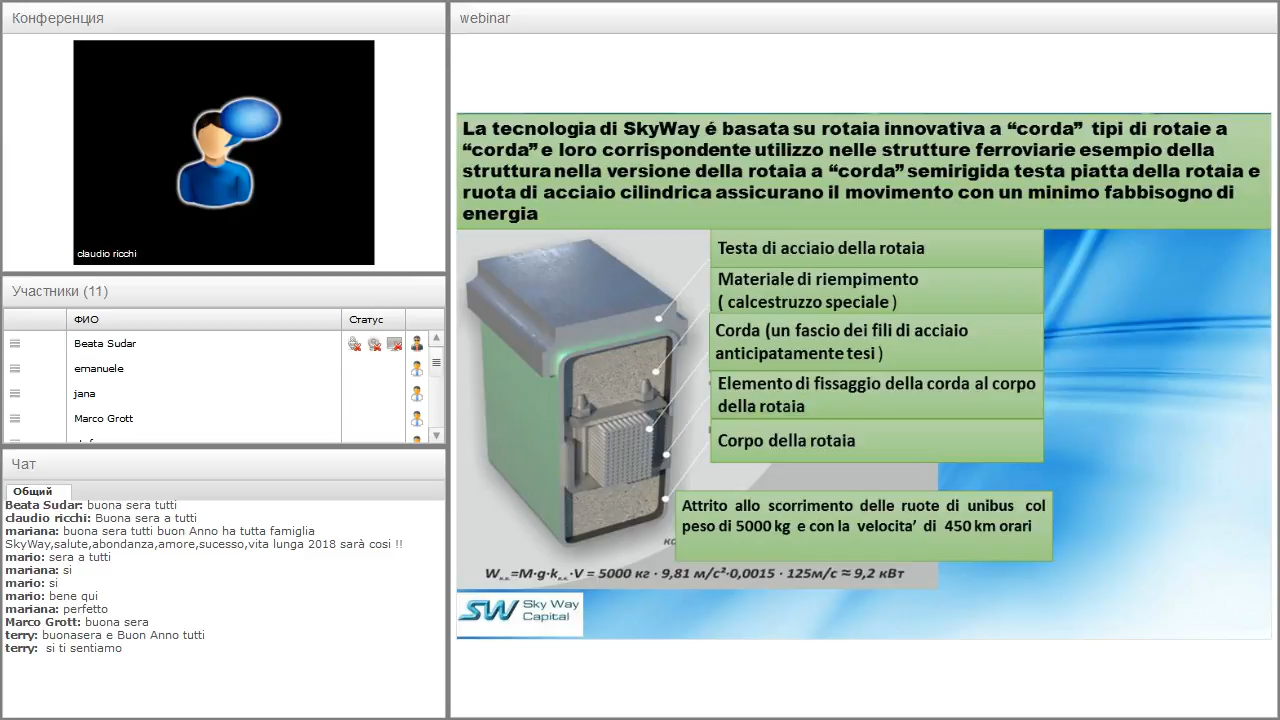 Конференция
claudio ricchi
Участники (11)
ФИО
Статус
Beata Sudar
emanuele
jana
Marco Grott
Чат
Общий
Beata Sudar: buona sera tutti
claudio ricchi: Buona sera a tutti
mariana: buona sera tutti buon Anno ha tutta famiglia
SkyWay,salute,abondanza,amore,sucesso,vita lunga 2018 sarà cosi !!
mario: sera a tutti
mariana: si
mario: si
mario: bene qui
mariana: perfetto
Marco Grott: buona sera
terry: buonasera e Buon Anno tutti
terry: si ti sentiamo
webinar
La tecnologia di SkyWay é basata su rotaia innovativa a “corda” tipi di rotaie a
“corda” e loro corrispondente utilizzo nelle strutture ferroviarie esempio della
struttura nella versione della rotaia a “corda” semirigida testa piatta della rotaia e
ruota di acciaio cilindrica assicurano il movimento con un minimo fabbisogno di
energia
Testa di acciaio della rotaia
Materiale di riempimento
( calcestruzzo speciale )
Corda (un fascio dei fili di acciaio
anticipatamente tesi )
Elemento di fissaggio della corda al corpo
della rotaia
Corpo della rotaia
Attrito allo scorrimento delle ruote di unibus col
peso di 5000 kg e con la velocita’ di 450 km orari
=M·g·k ·V = 5000 кг · 9,81 м/с²·0,0015 · 125м/с ≈ 9,2 кВт
SW Sky Way
Capital